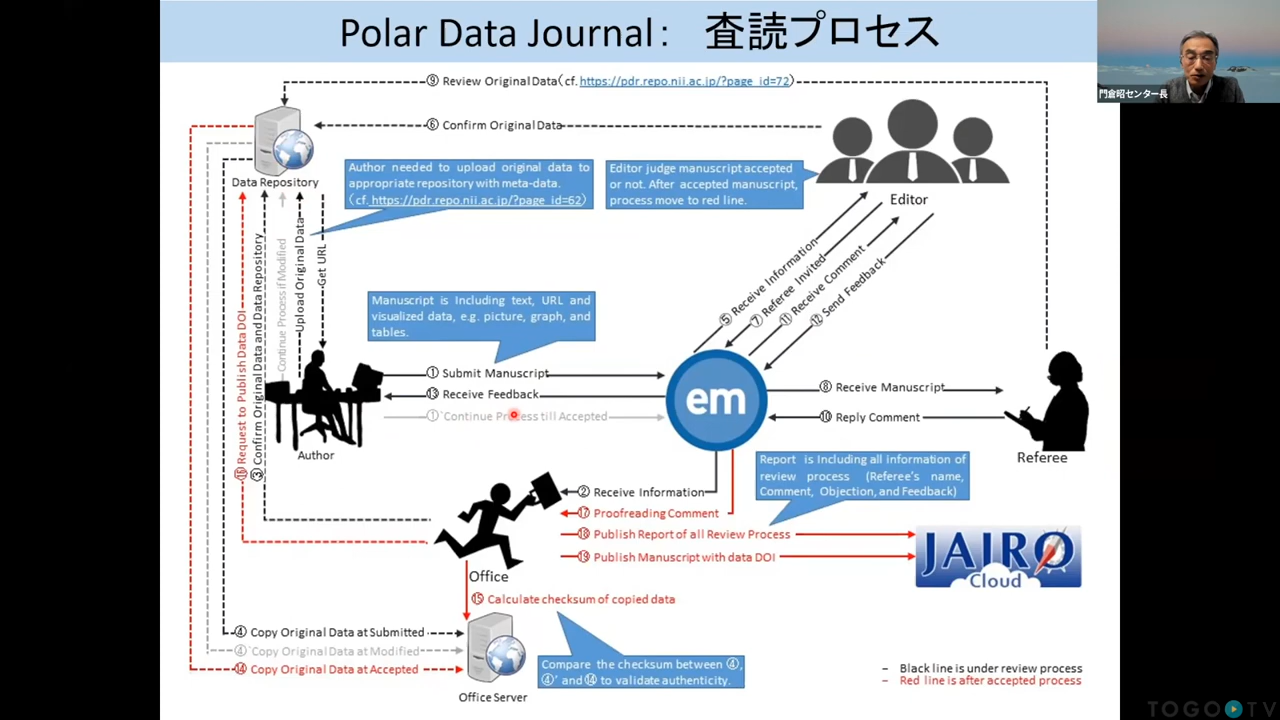 Polar Data Journal： 査読プロセス
門倉昭センター長
⑨ Review Original Data(cf. https://pdr.repo.nii.ac.jp/?page_id=72)
⑥ Confirm Original Data
Data Repository
Author needed to upload original data to
appropriate repository with meta-data.
(cf. https://pdr.repo.nii.ac.jp/?page_id=62)
Editor judge manuscript accepted
or not. After accepted manuscript,
process move to red line.
Editor
⑯ Request to Publish Data DOI
③ Confirm Original Data and Data Repository
Continue Process if Modified
Upload Original Data
Get URL
⑤ Receive Information
⑦ Referee Invited
⑪ Receive Comment
⑫ Send Feedback
Manuscript is Including text, URL and
visualized data, e.g. picture, graph, and
tables.
① Submit Manuscript
⑬ Receive Feedback
①` Continue Process till Accepted
em
⑧ Receive Manuscript
⑩ Reply Comment
Author
Referee
Report is Including all information of
review process (Referee's name,
Comment, Objection, and Feedback)
② Receive Information
⑰ Proofreading Comment
⑱ Publish Report of all Review Process
⑲ Publish Manuscript with data DOI
JAIRO
Cloud
Office
⑮ Calculate checksum of copied data
④ Copy Original Data at Submitted
④` Copy Original Data at Modified
⑭ Copy Original Data at Accepted
Compare the checksum between ④,
④' and ⑭ to validate authenticity.
Office Server
– Black line is under review process
– Red line is after accepted process
TOGO TV